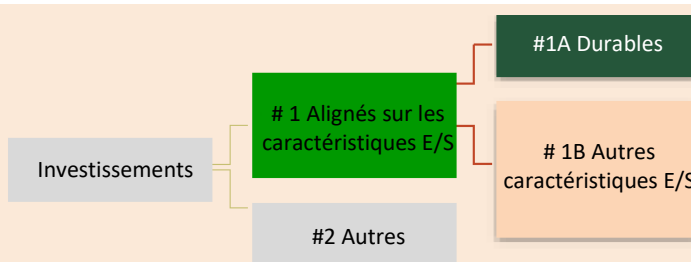 #1A Durables
# 1 Alignés sur les
caractéristiques E/S
# 1B Autres
caractéristiques E/S
Investissements
#2 Autres